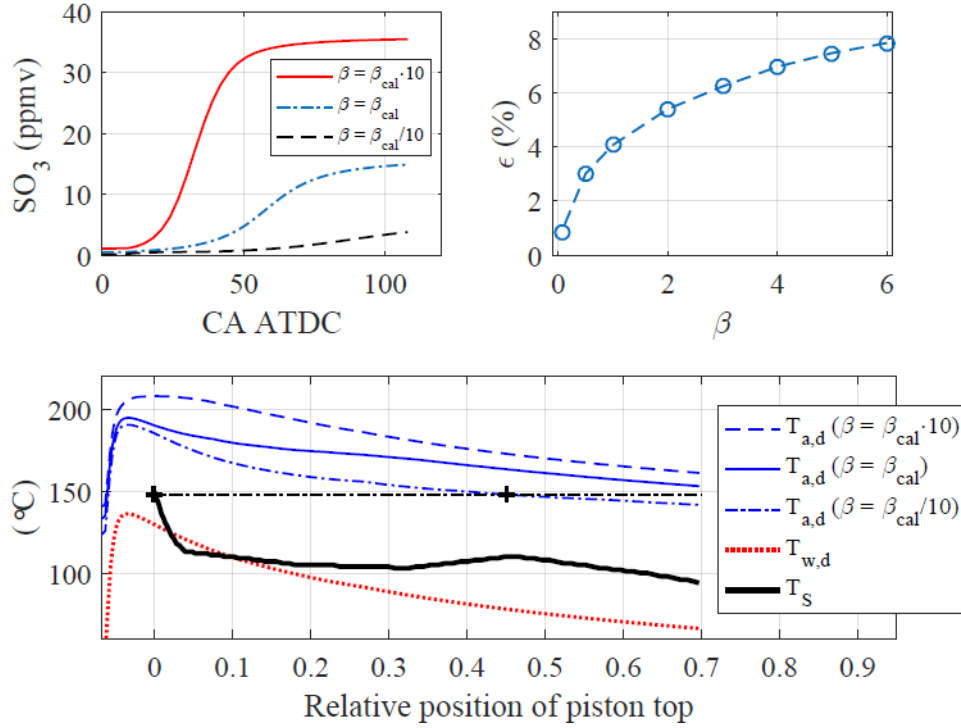 SO3 (ppmv)
40
30
20
10
0
β = βcal·10
β = βcal
β = βcal/10
0 50 100
CA ATDC
ϵ (%)
8
6
4
2
0
0 2 4 6
β
(°C)
200
150
100
Ta,d (β = βcal·10)
Ta,d (β = βcal)
Ta,d (β = βcal/10)
Tw,d
TS
0 0.1 0.2 0.3 0.4 0.5 0.6 0.7 0.8 0.9
Relative position of piston top